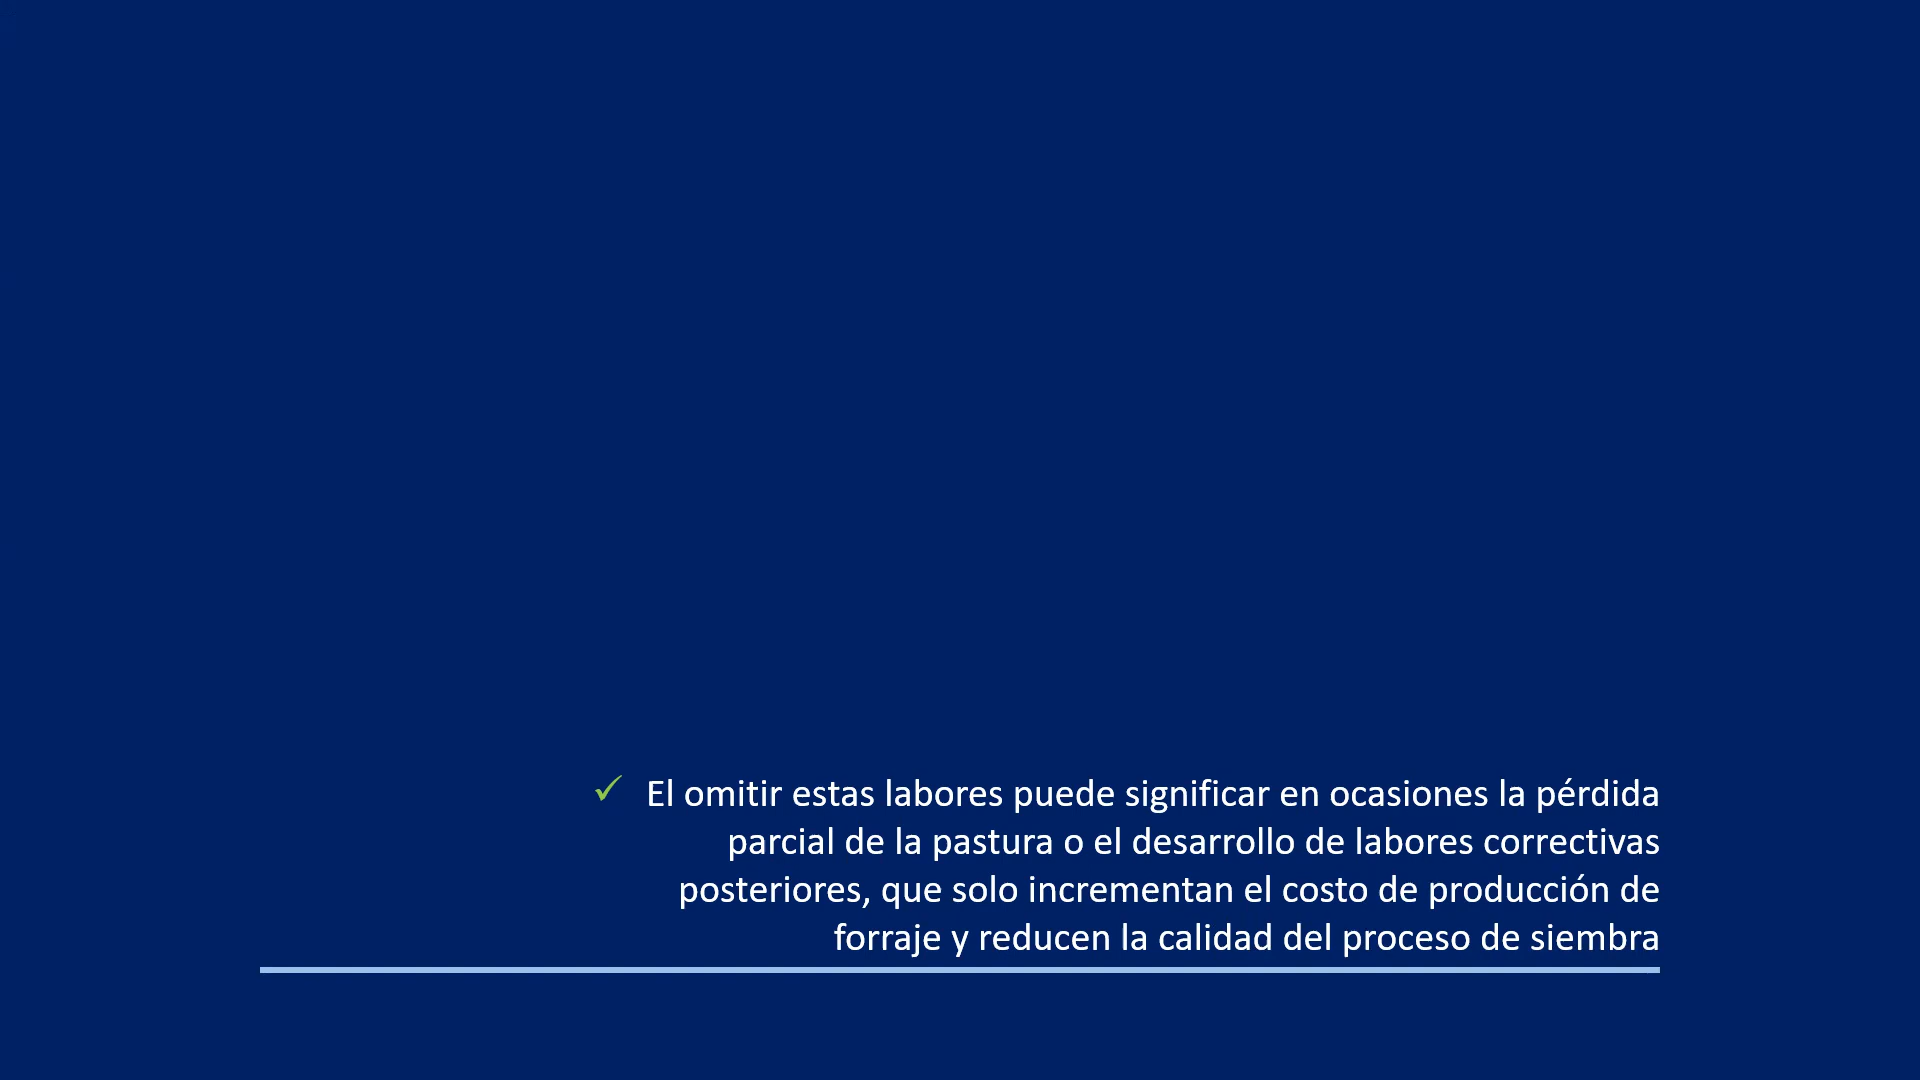 ✓ El omitir estas labores puede significar en ocasiones la pérdida
parcial de la pastura o el desarrollo de labores correctivas
posteriores, que solo incrementan el costo de producción de
forraje y reducen la calidad del proceso de siembra